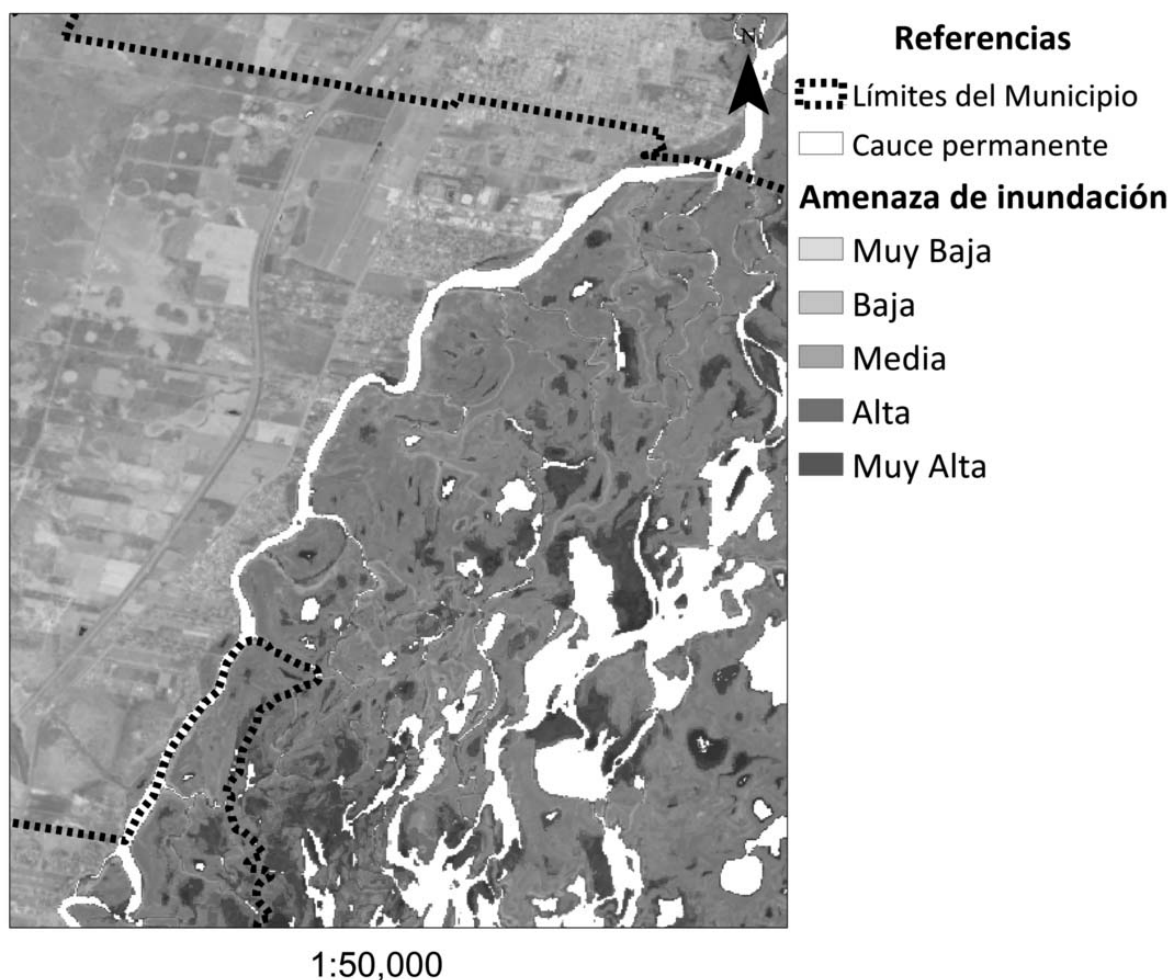 N
Referencias
Límites del Municipio
Cauce permanente
Amenaza de inundación
Muy Baja
Baja
Media
Alta
Muy Alta
1:50,000